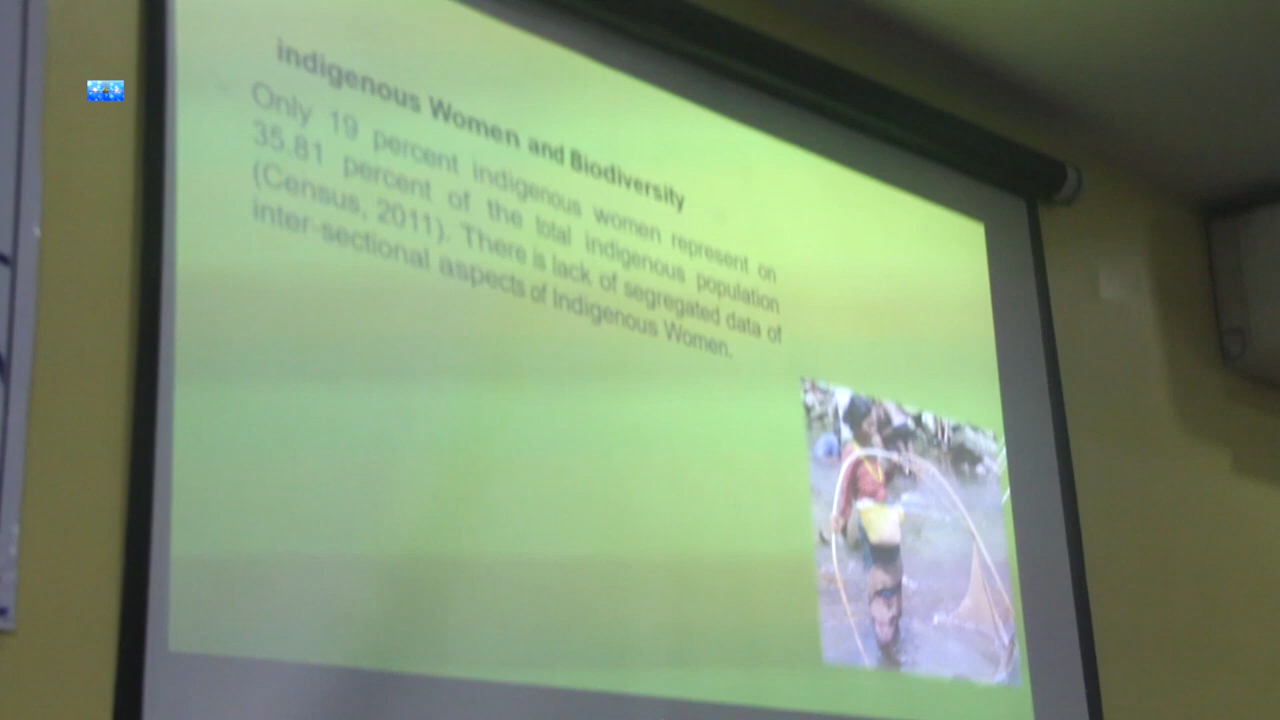 indigenous Women and Biodiversity
Only 19 percent indigenous women represent on
35.81 percent of the total indigenous population
(Census, 2011). There is lack of segregated data of
inter-sectional aspects of Indigenous Women.